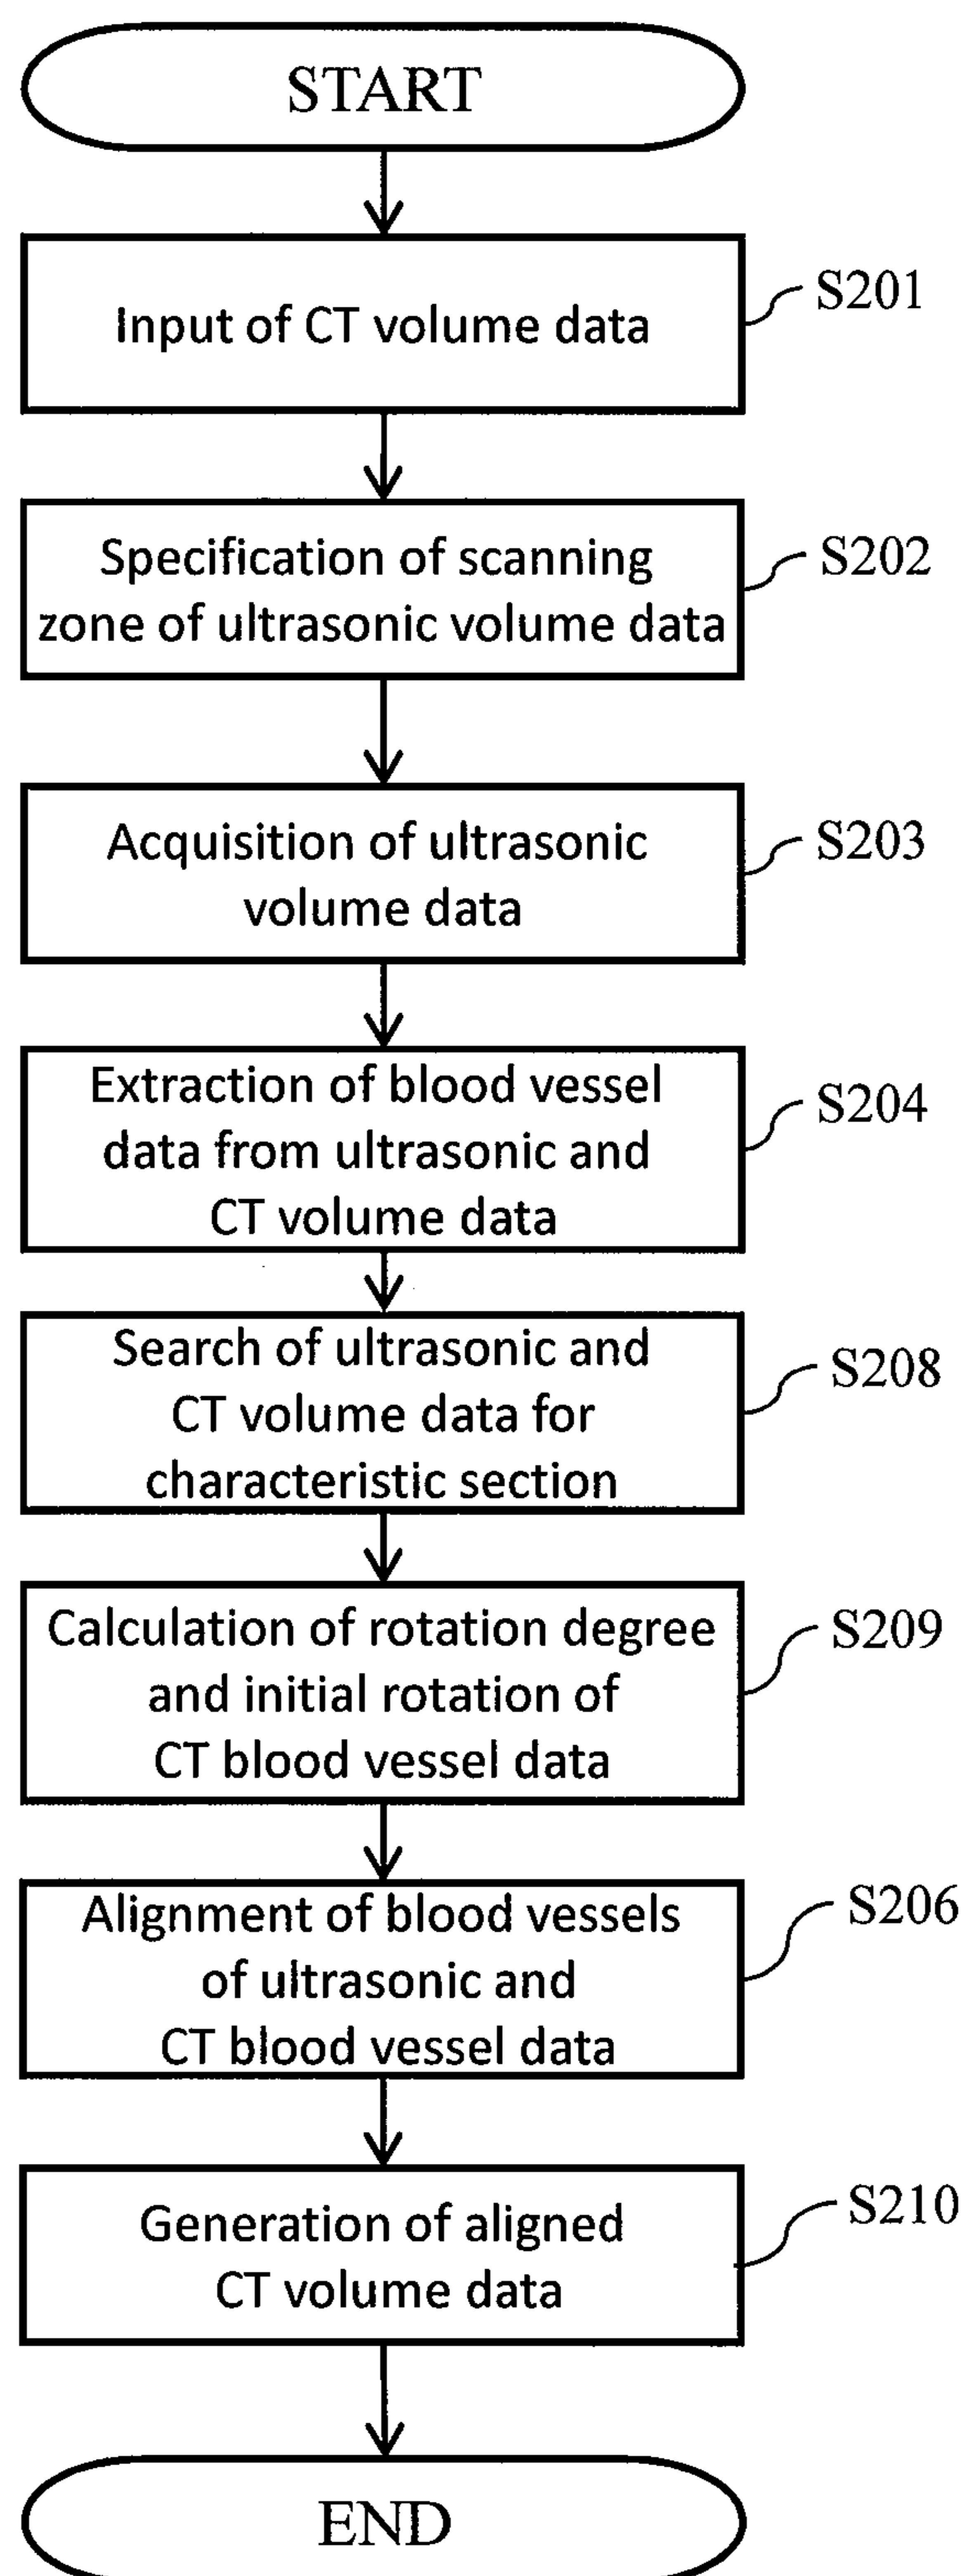 START
Input of CT volume data
S201
Specification of scanning
zone of ultrasonic volume data
S202
Acquisition of ultrasonic
volume data
S203
Extraction of blood vessel
data from ultrasonic and
CT volume data
S204
Search of ultrasonic and
CT volume data for
characteristic section
S208
Calculation of rotation degree
and initial rotation of
CT blood vessel data
S209
Alignment of blood vessels
of ultrasonic and
CT blood vessel data
S206
Generation of aligned
CT volume data
S210
END